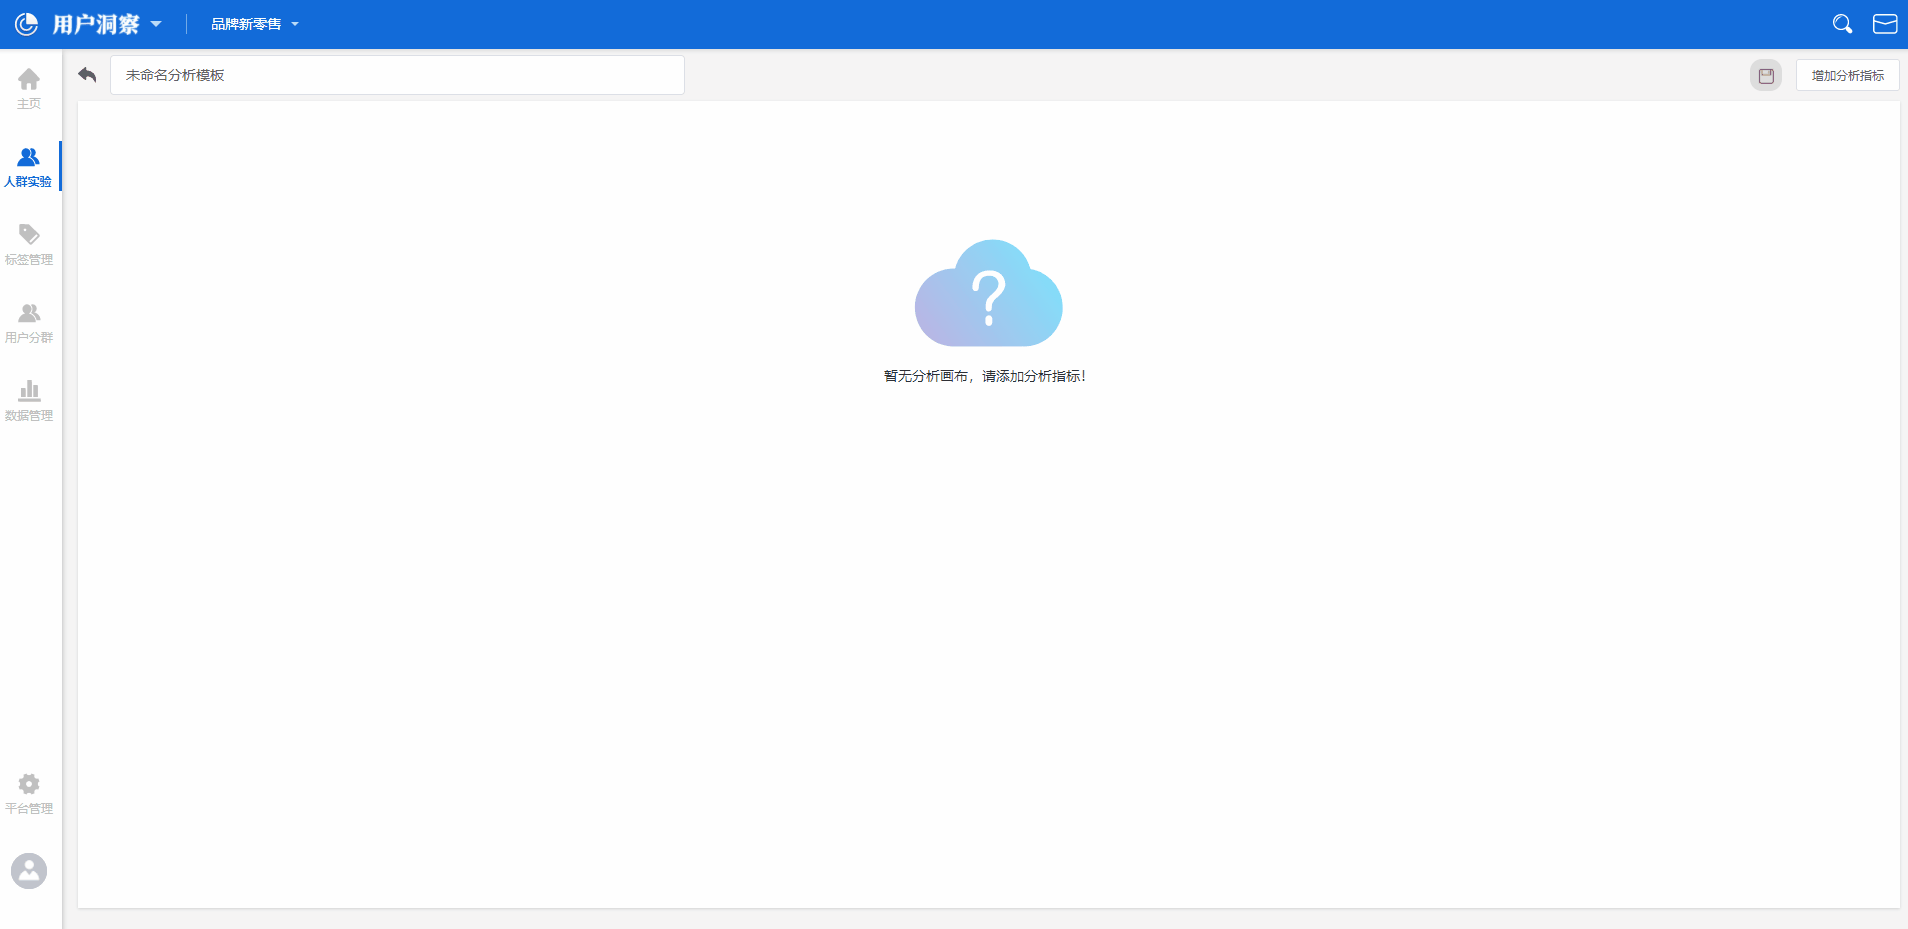 用户洞察
品牌新零售
未命名分析模板
增加分析指标
主页
人群实验
标签管理
用户分群
数据管理
暂无分析画布，请添加分析指标！
平台管理